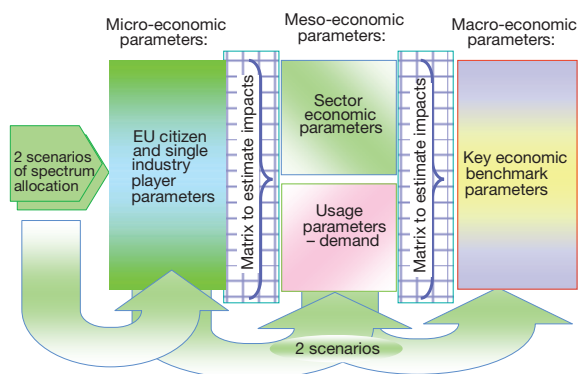 Micro-economic
parameters:
Meso-economic
parameters:
Macro-economic
parameters:
2 scenarios
of spectrum
allocation
EU citizen
and single
industry
player
parameters
Matrix to estimate impacts
Sector
economic
parameters
Usage
parameters
– demand
Matrix to estimate impacts
Key economic
benchmark
parameters
2 scenarios